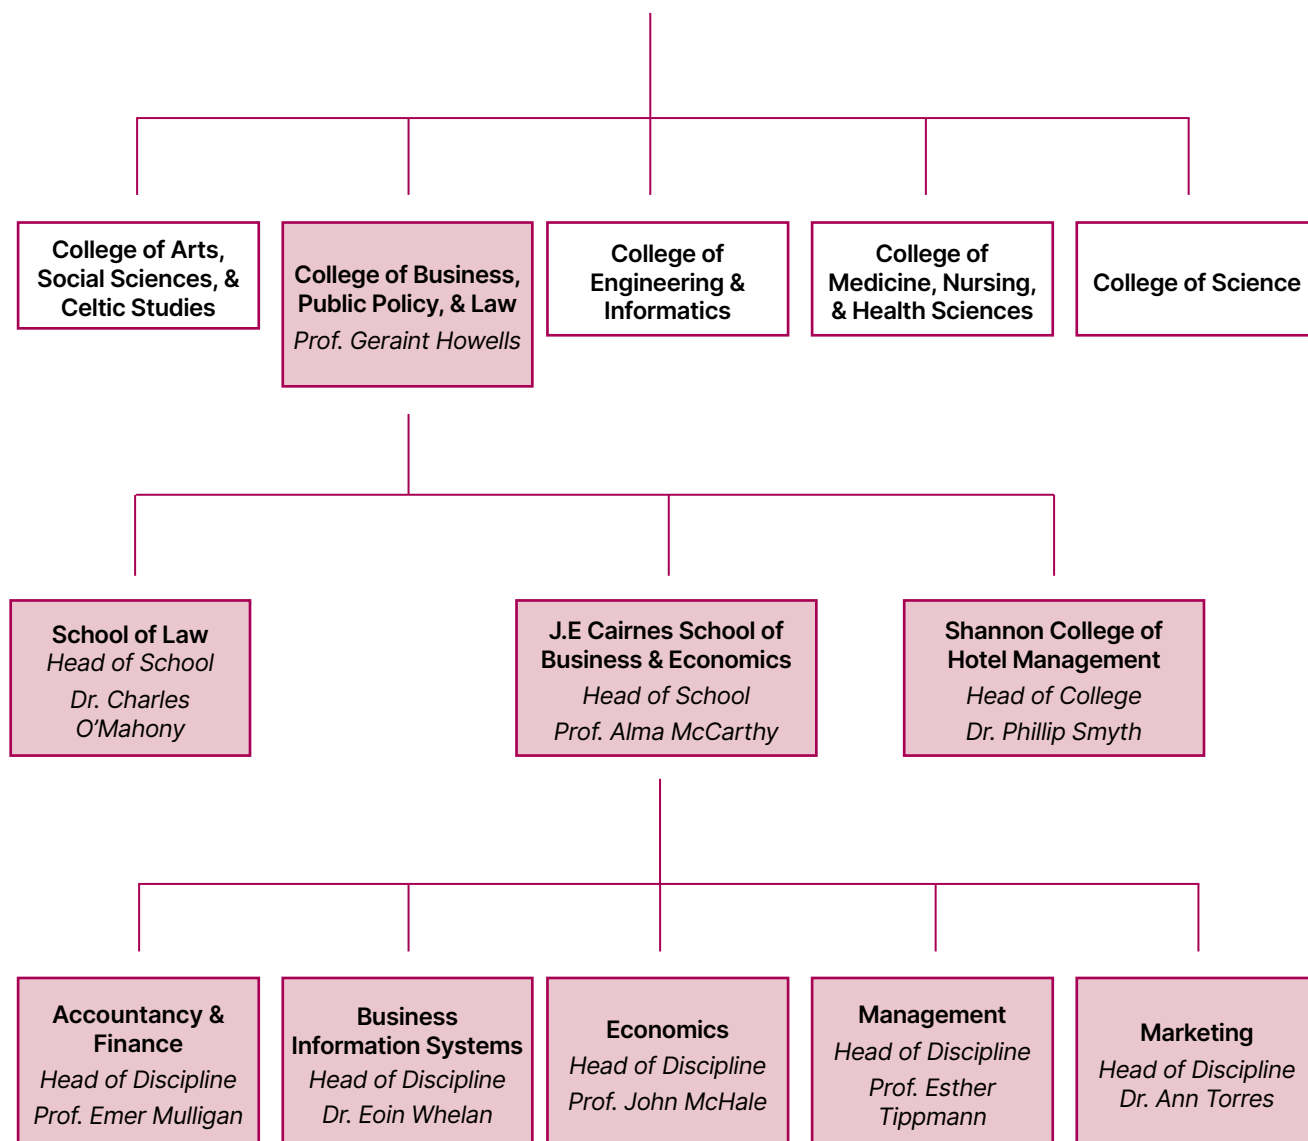 College of Arts,
Social Sciences, &
Celtic Studies
College of Business,
Public Policy, & Law
Prof. Geraint Howells
College of
Engineering &
Informatics
College of
Medicine, Nursing,
& Health Sciences
College of Science
School of Law
Head of School
Dr. Charles
O’Mahony
J.E Cairnes School of
Business & Economics
Head of School
Prof. Alma McCarthy
Shannon College of
Hotel Management
Head of College
Dr. Phillip Smyth
Accountancy &
Finance
Head of Discipline
Prof. Emer Mulligan
Business
Information Systems
Head of Discipline
Dr. Eoin Whelan
Economics
Head of Discipline
Prof. John McHale
Management
Head of Discipline
Prof. Esther
Tippmann
Marketing
Head of Discipline
Dr. Ann Torres